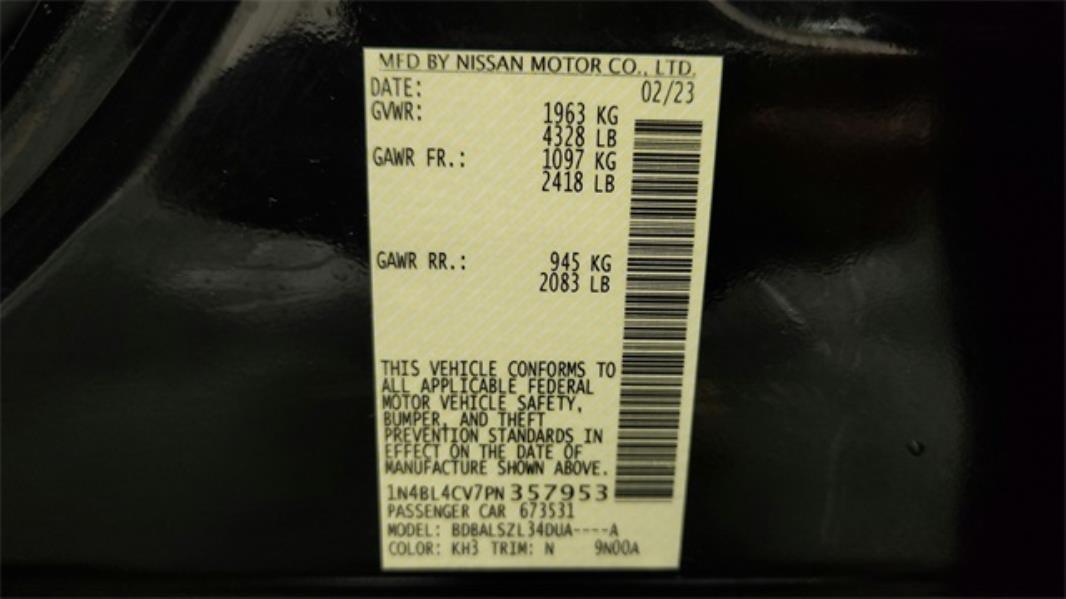 MFD BY NISSAN MOTOR CO., LTD.
DATE: 02/23
GVWR: 1963 KG
4328 LB
GAWR FR.: 1097 KG
2418 LB
GAWR RR.: 945 KG
2083 LB
THIS VEHICLE CONFORMS TO
ALL APPLICABLE FEDERAL
MOTOR VEHICLE SAFETY,
BUMPER, AND THEFT
PREVENTION STANDARDS IN
EFFECT ON THE DATE OF
MANUFACTURE SHOWN ABOVE.
1N4BL4CV7PN357953
PASSENGER CAR 673531
MODEL: BDBALSZL34DUA----A
COLOR: KH3 TRIM: N 9N00A